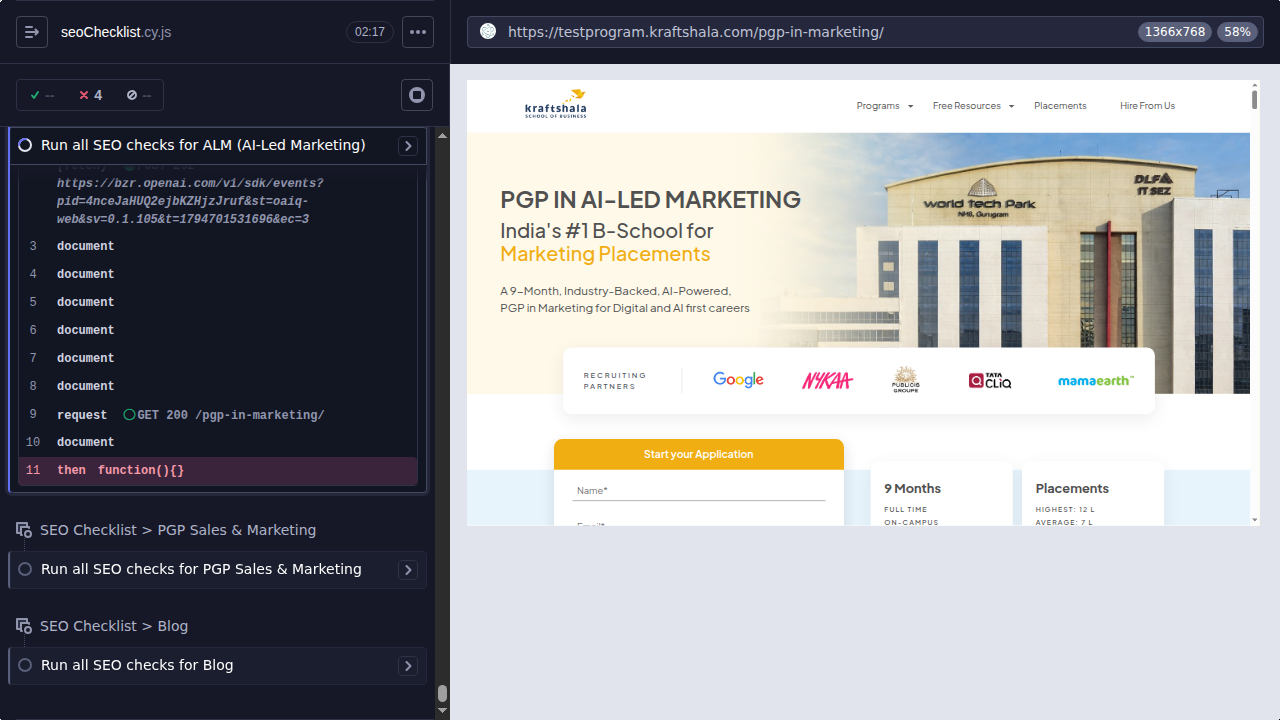 seoChecklist.cy.js
02:17
--
4
--
Run all SEO checks for ALM (AI-Led Marketing)
https://bzr.openai.com/v1/sdk/events?
pid=4nceJaHUQ2ejbKZHjzJruf&st=oaiq-
web&sv=0.1.105&t=1794701531696&ec=3
3 document
4 document
5 document
6 document
7 document
8 document
9 request GET 200 /pgp-in-marketing/
10 document
11 then function(){}
SEO Checklist > PGP Sales & Marketing
Run all SEO checks for PGP Sales & Marketing
SEO Checklist > Blog
Run all SEO checks for Blog
https://testprogram.kraftshala.com/pgp-in-marketing/
1366x768
58%
kraftshala
SCHOOL OF BUSINESS
Programs
Free Resources
Placements
Hire From Us
PGP IN AI-LED MARKETING
India's #1 B-School for
Marketing Placements
A 9-Month, Industry-Backed, AI-Powered,
PGP in Marketing for Digital and AI first careers
DLF
IT SEZ
world Tech Park
NH8, Gurugram
RECRUITING
PARTNERS
Google
NYKAA
PUBLICIS
GROUPE
TATA
CLiQ
mamaearth
Start your Application
Name*
Email*
9 Months
FULL TIME
ON-CAMPUS
Placements
HIGHEST: 12 L
AVERAGE: 7 L